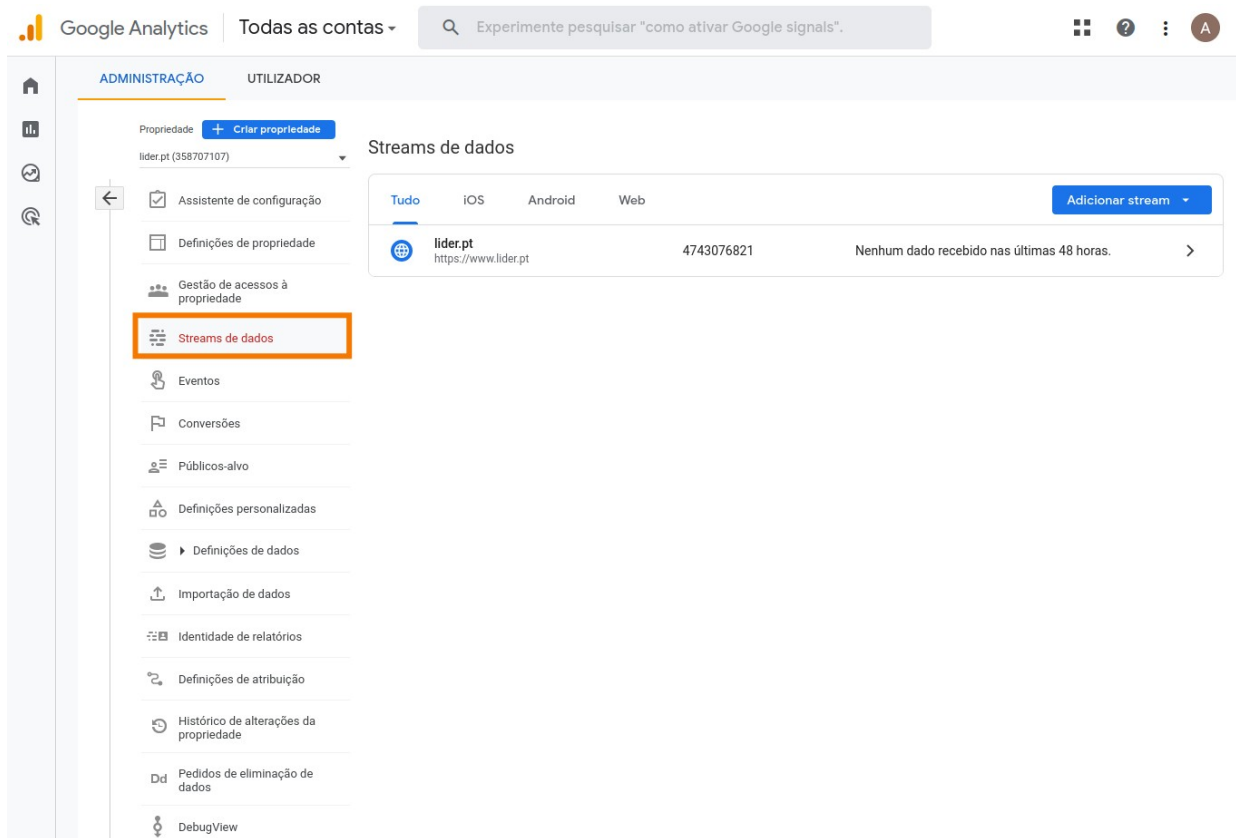 Google Analytics
Todas as contas
Experimente pesquisar "como ativar Google signals".
A
ADMINISTRAÇÃO
UTILIZADOR
Propriedade
Criar propriedade
lider.pt (358707107)
Assistente de configuração
Definições de propriedade
Gestão de acessos à
propriedade
Streams de dados
Eventos
Conversões
Públicos-alvo
Definições personalizadas
Definições de dados
Importação de dados
Identidade de relatórios
Definições de atribuição
Histórico de alterações da
propriedade
Dd
Pedidos de eliminação de
dados
DebugView
Streams de dados
Tudo
iOS
Android
Web
Adicionar stream
lider.pt
https://www.lider.pt
4743076821
Nenhum dado recebido nas últimas 48 horas.